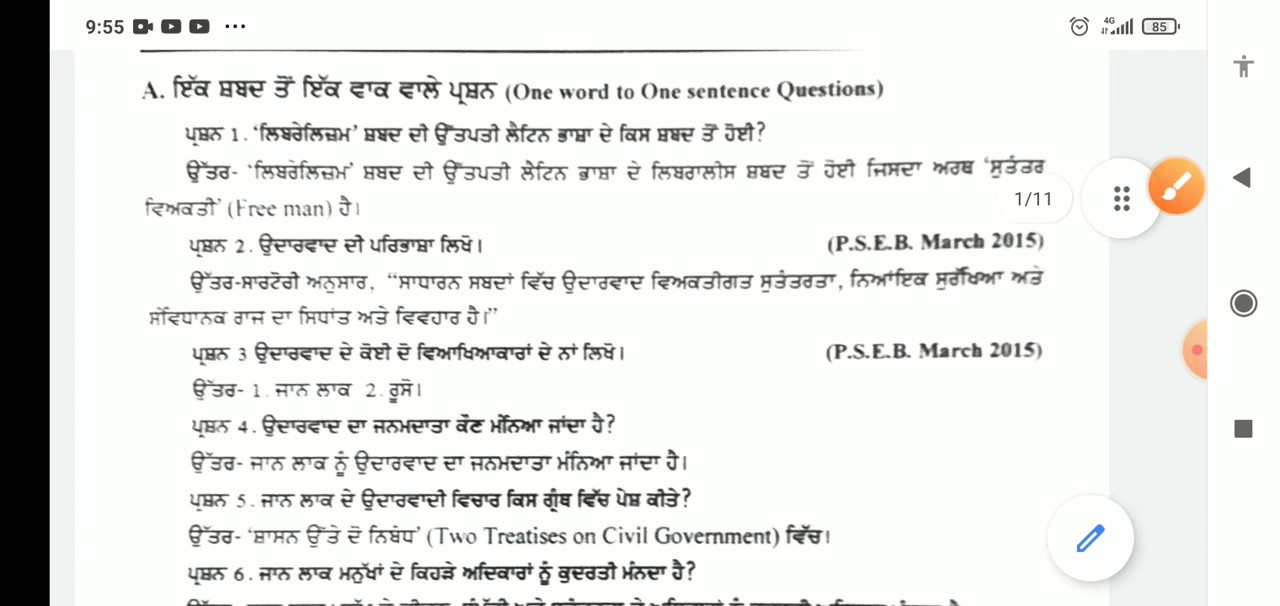 9:55
4G
85
A. ਇੱਕ ਸ਼ਬਦ ਤੋਂ ਇੱਕ ਵਾਕ ਵਾਲੇ ਪ੍ਰਸ਼ਨ (One word to One sentence Questions)
ਪ੍ਰਸ਼ਨ 1. 'ਲਿਬਰੇਲਿਜ਼ਮ' ਸ਼ਬਦ ਦੀ ਉੱਤਪਤੀ ਲੈਟਿਨ ਭਾਸ਼ਾ ਦੇ ਕਿਸ ਸ਼ਬਦ ਤੋਂ ਹੋਈ?
ਉੱਤਰ- 'ਲਿਬਰੇਲਿਜ਼ਮ' ਸ਼ਬਦ ਦੀ ਉੱਤਪਤੀ ਲੈਟਿਨ ਭਾਸ਼ਾ ਦੇ ਲਿਬਰਾਲੀਸ ਸ਼ਬਦ ਤੋਂ ਹੋਈ ਜਿਸਦਾ ਅਰਥ 'ਸੁਤੰਤਰ
ਵਿਅਕਤੀ' (Free man) ਹੈ।
1/11
ਪ੍ਰਸ਼ਨ 2. ਉਦਾਰਵਾਦ ਦੀ ਪਰਿਭਾਸ਼ਾ ਲਿਖੋ। (P.S.E.B. March 2015)
ਉੱਤਰ-ਸਾਰਟੋਰੀ ਅਨੁਸਾਰ, "ਸਾਧਾਰਨ ਸਬਦਾਂ ਵਿੱਚ ਉਦਾਰਵਾਦ ਵਿਅਕਤੀਗਤ ਸੁਤੰਤਰਤਾ, ਨਿਆਂਇਕ ਸੁਰੱਖਿਆ ਅਤੇ
ਸੰਵਿਧਾਨਕ ਰਾਜ ਦਾ ਸਿਧਾਂਤ ਅਤੇ ਵਿਵਹਾਰ ਹੈ।"
ਪ੍ਰਸ਼ਨ 3 ਉਦਾਰਵਾਦ ਦੇ ਕੋਈ ਦੋ ਵਿਆਖਿਆਕਾਰਾਂ ਦੇ ਨਾਂ ਲਿਖੋ। (P.S.E.B. March 2015)
ਉੱਤਰ- 1. ਜਾਨ ਲਾਕ 2. ਰੂਸੋ।
ਪ੍ਰਸ਼ਨ 4. ਉਦਾਰਵਾਦ ਦਾ ਜਨਮਦਾਤਾ ਕੌਣ ਮੰਨਿਆ ਜਾਂਦਾ ਹੈ?
ਉੱਤਰ- ਜਾਨ ਲਾਕ ਨੂੰ ਉਦਾਰਵਾਦ ਦਾ ਜਨਮਦਾਤਾ ਮੰਨਿਆ ਜਾਂਦਾ ਹੈ।
ਪ੍ਰਸ਼ਨ 5. ਜਾਨ ਲਾਕ ਦੇ ਉਦਾਰਵਾਦੀ ਵਿਚਾਰ ਕਿਸ ਗ੍ਰੰਥ ਵਿੱਚ ਪੇਸ਼ ਕੀਤੇ?
ਉੱਤਰ- 'ਸ਼ਾਸਨ ਉੱਤੇ ਦੋ ਨਿਬੰਧ' (Two Treatises on Civil Government) ਵਿੱਚ।
ਪ੍ਰਸ਼ਨ 6. ਜਾਨ ਲਾਕ ਮਨੁੱਖਾਂ ਦੇ ਕਿਹੜੇ ਅਦਿਕਾਰਾਂ ਨੂੰ ਕੁਦਰਤੀ ਮੰਨਦਾ ਹੈ?